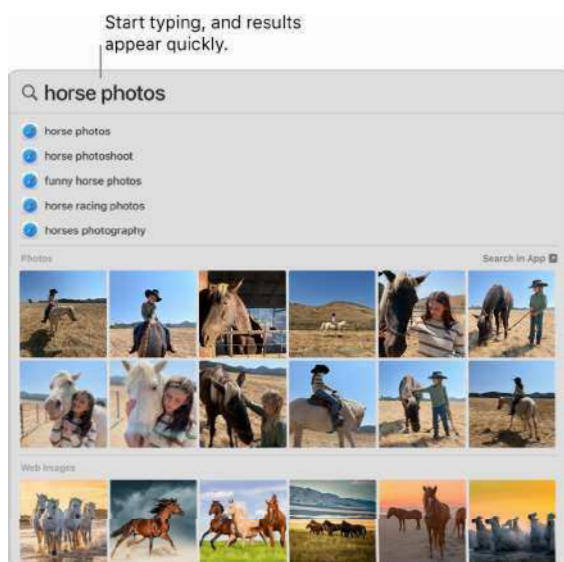 Start typing, and results
appear quickly.
horse photos
horse photos
horse photoshoot
funny horse photos
horse racing photos
horses photography
Photos
Search in App
Web Images